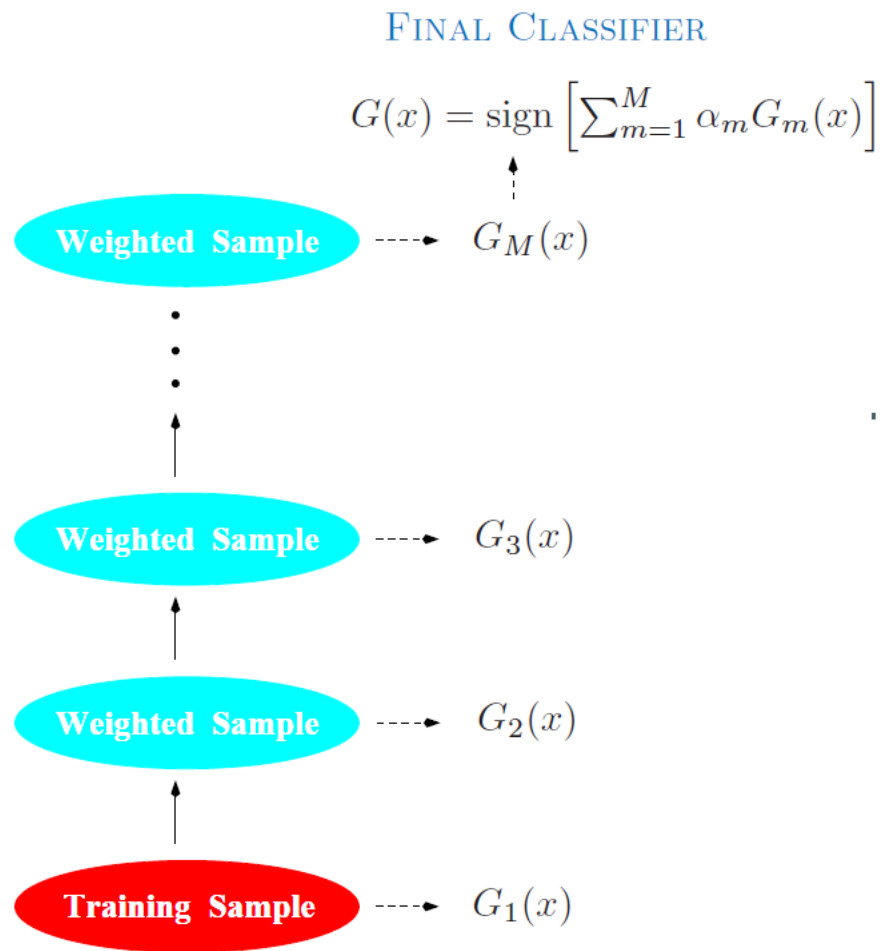 FINAL CLASSIFIER
G(x) = sign [∑_{m=1}^{M} α_m G_m(x)]
Weighted Sample
G_M(x)
Weighted Sample
G_3(x)
Weighted Sample
G_2(x)
Training Sample
G_1(x)